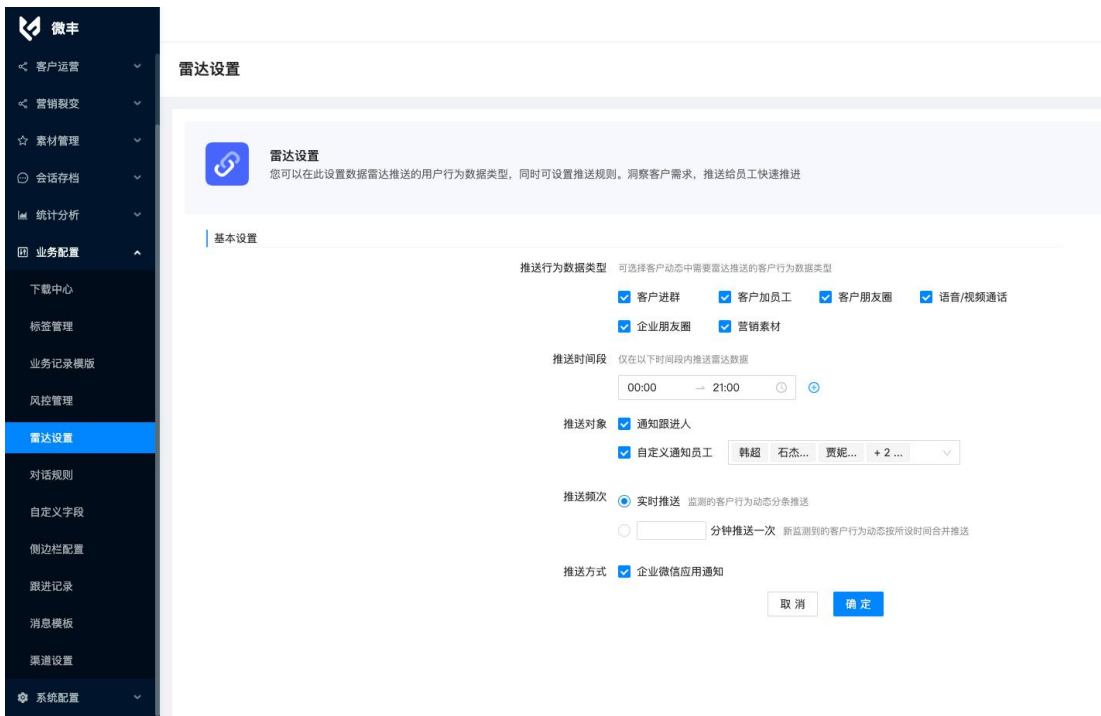 微丰
客户运营
营销裂变
素材管理
会话存档
统计分析
业务配置
下载中心
标签管理
业务记录模版
风控管理
雷达设置
对话规则
自定义字段
侧边栏配置
跟进记录
消息模板
渠道设置
系统配置
雷达设置
雷达设置
您可以在此设置数据雷达推送的用户行为数据类型，同时可设置推送规则。洞察客户需求，推送给员工快速推进
基本设置
推送行为数据类型 可选择客户动态中需要雷达推送的客户行为数据类型
客户进群 客户加员工 客户朋友圈 语音/视频通话
企业朋友圈 营销素材
推送时间段 仅在以下时间段内推送雷达数据
00:00 → 21:00
推送对象 通知跟进人
自定义通知员工 韩超 石杰... 贾妮... + 2 ...
推送频次 实时推送 监测的客户行为动态分条推送
分钟推送一次 新监测到的客户行为动态按所设时间合并推送
推送方式 企业微信应用通知
取消 确定